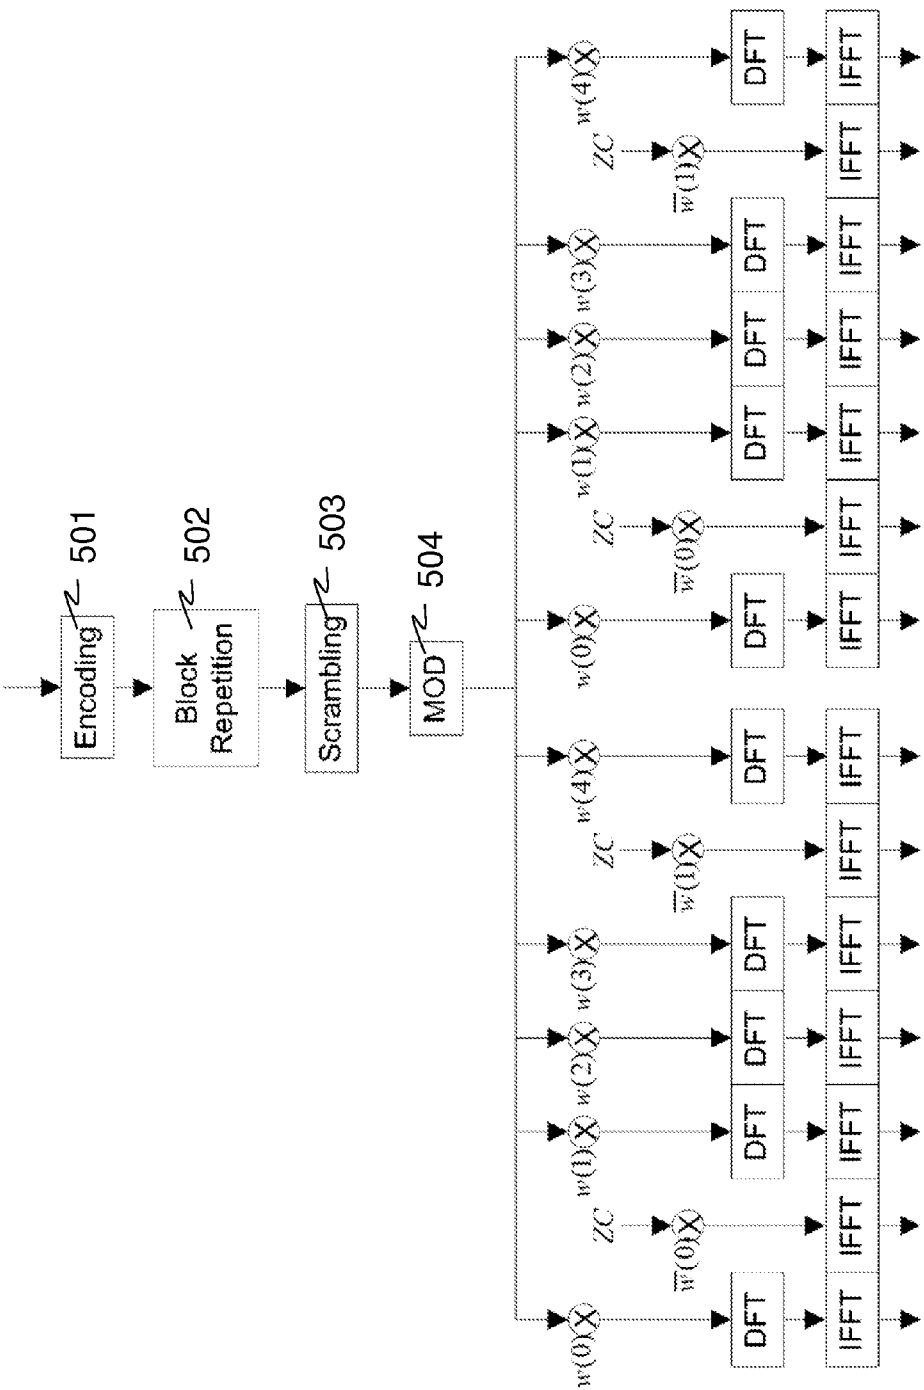 Encoding
501
Block
Repetition
502
Scrambling
503
MOD
504
w(0) w(1) w(2) w(3) w(4) w(0) w(1) w(2) w(3) w(4)
ZC ZC ZC ZC
w̅(0) w̅(1) w̅(0) w̅(1)
DFT DFT DFT DFT DFT DFT DFT DFT DFT DFT
IFFT IFFT IFFT IFFT IFFT IFFT IFFT IFFT IFFT IFFT IFFT IFFT IFFT IFFT